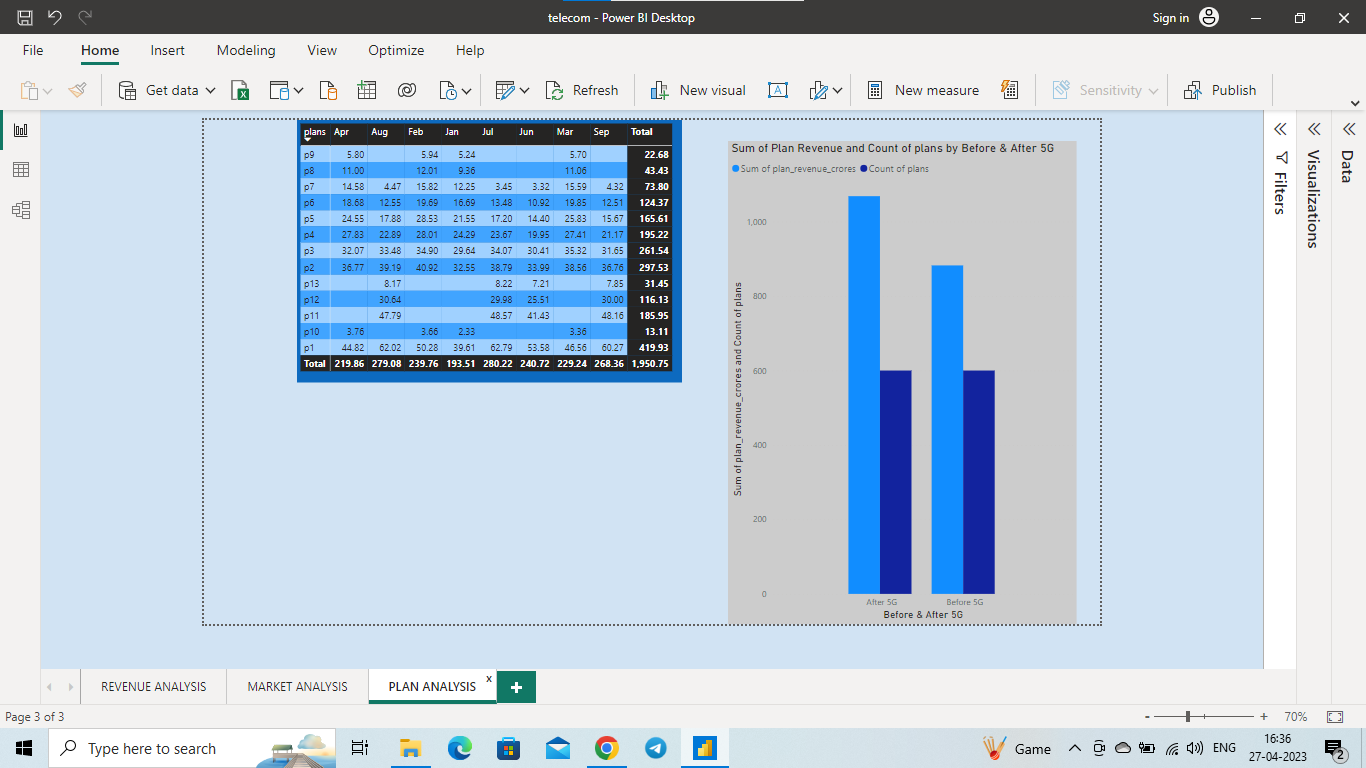 telecom - Power BI Desktop
Sign in
File Home Insert Modeling View Optimize Help
Get data Refresh New visual New measure Sensitivity Publish
plans Apr Aug Feb Jan Jul Jun Mar Sep Total
p9 5.80 5.94 5.24 5.70 22.68
p8 11.00 12.01 9.36 11.06 43.43
p7 14.58 4.47 15.82 12.25 3.45 3.32 15.59 4.32 73.80
p6 18.68 12.55 19.69 16.69 13.48 10.92 19.85 12.51 124.37
p5 24.55 17.88 28.53 21.55 17.20 14.40 25.83 15.67 165.61
p4 27.83 22.89 28.01 24.29 23.67 19.95 27.41 21.17 195.22
p3 32.07 33.48 34.90 29.64 34.07 30.41 35.32 31.65 261.54
p2 36.77 39.19 40.92 32.55 38.79 33.99 38.56 36.76 297.53
p13 8.17 8.22 7.21 7.85 31.45
p12 30.64 29.98 25.51 30.00 116.13
p11 47.79 48.57 41.43 48.16 185.95
p10 3.76 3.66 2.33 3.36 13.11
p1 44.82 62.02 50.28 39.61 62.79 53.58 46.56 60.27 419.93
Total 219.86 279.08 239.76 193.51 280.22 240.72 229.24 268.36 1,950.75
Sum of Plan Revenue and Count of plans by Before & After 5G
Sum of plan_revenue_crores Count of plans
Sum of plan_revenue_crores and Count of plans
1,000
800
600
400
200
0
After 5G Before 5G
Before & After 5G
Filters
Visualizations
Data
REVENUE ANALYSIS MARKET ANALYSIS PLAN ANALYSIS x +
Page 3 of 3
- + 70%
Type here to search
Game
ENG
16:36
27-04-2023
2